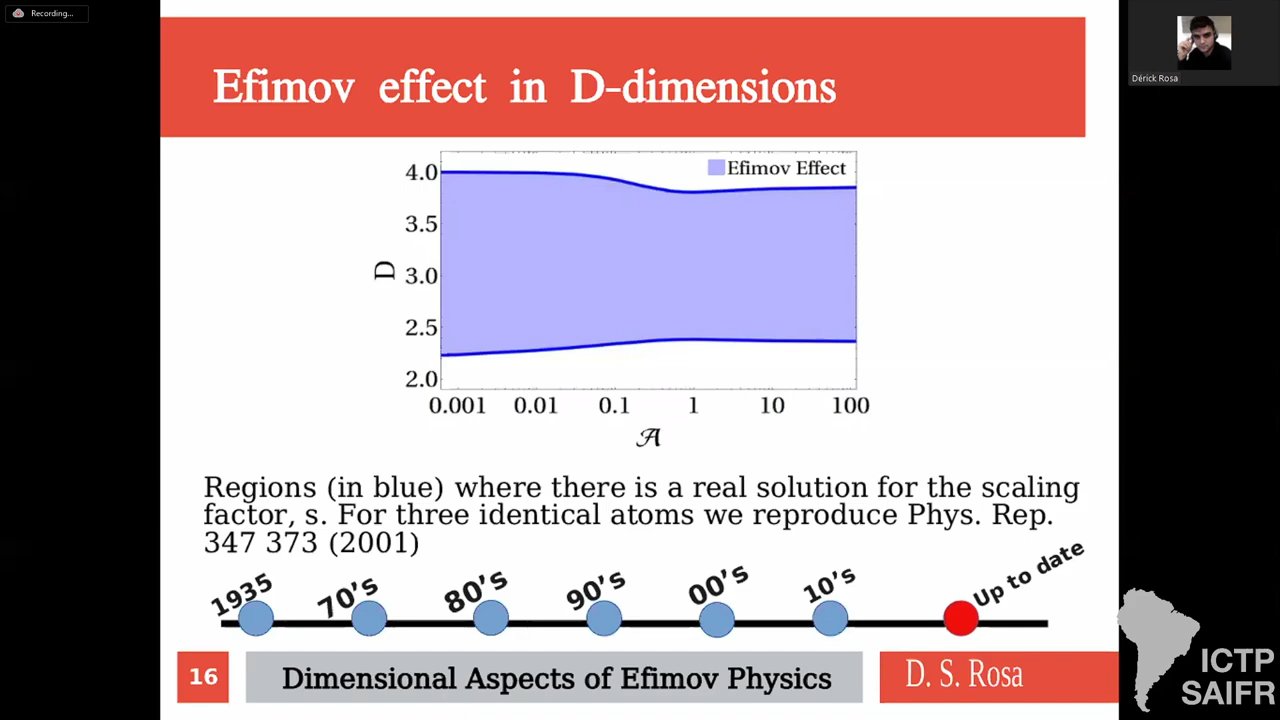 Recording...
Dérick Rosa
Efimov effect in D-dimensions
Efimov Effect
4.0
3.5
3.0
2.5
2.0
D
0.001 0.01 0.1 1 10 100
𝒜
Regions (in blue) where there is a real solution for the scaling
factor, s. For three identical atoms we reproduce Phys. Rep.
347 373 (2001)
1935 70's 80's 90's 00's 10's Up to date
16 Dimensional Aspects of Efimov Physics D. S. Rosa
ICTP
SAIFR